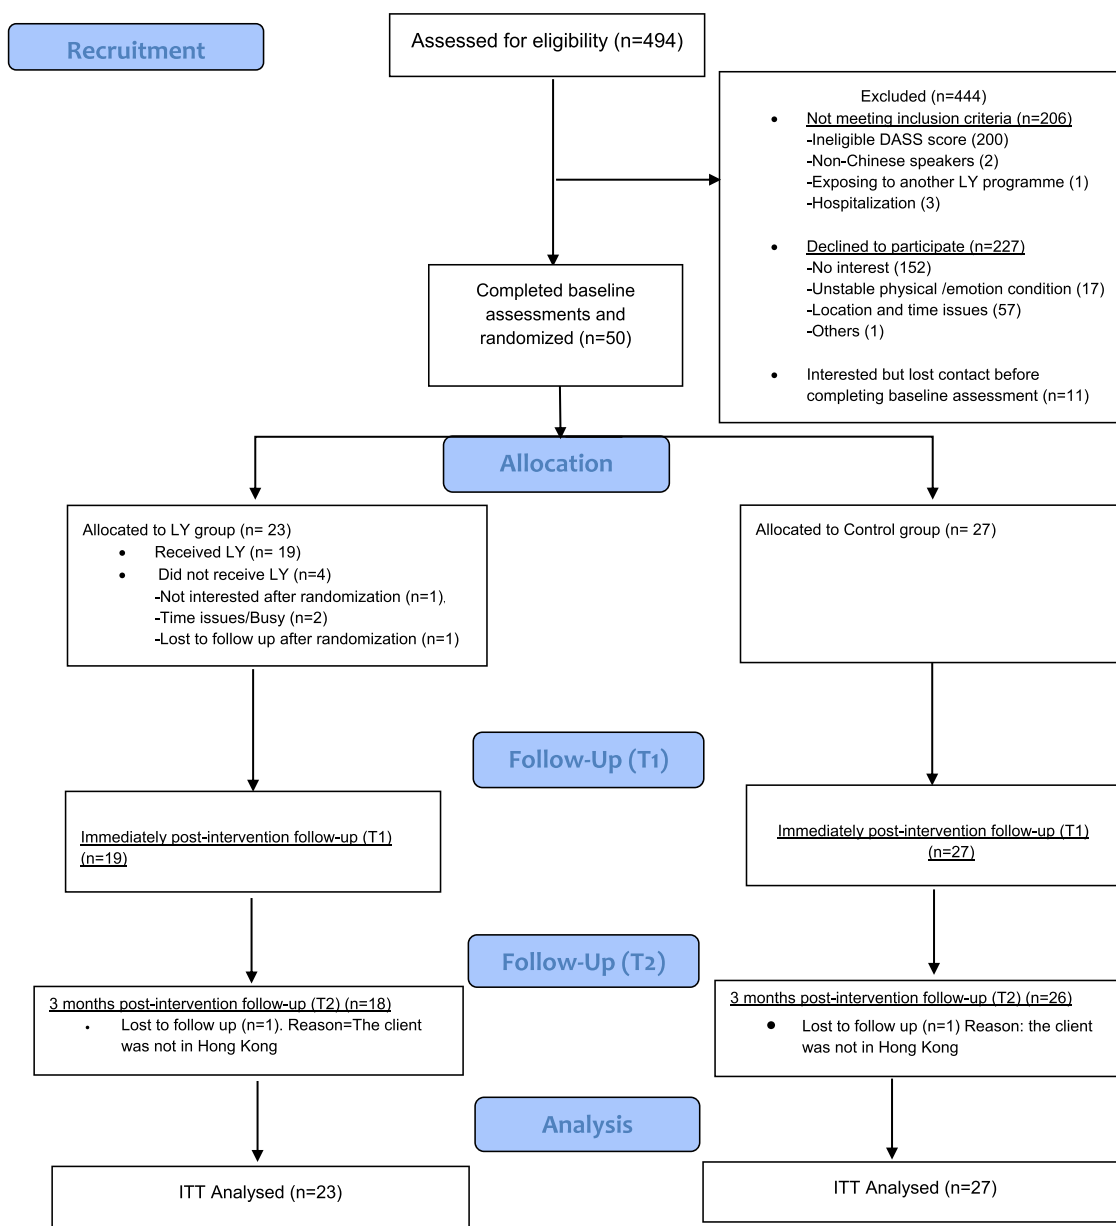 Recruitment
Assessed for eligibility (n=494)
Excluded (n=444)
• Not meeting inclusion criteria (n=206)
-Ineligible DASS score (200)
-Non-Chinese speakers (2)
-Exposing to another LY programme (1)
-Hospitalization (3)
• Declined to participate (n=227)
-No interest (152)
-Unstable physical /emotion condition (17)
-Location and time issues (57)
-Others (1)
• Interested but lost contact before
completing baseline assessment (n=11)
Completed baseline
assessments and
randomized (n=50)
Allocation
Allocated to LY group (n= 23)
• Received LY (n= 19)
• Did not receive LY (n=4)
-Not interested after randomization (n=1).
-Time issues/Busy (n=2)
-Lost to follow up after randomization (n=1)
Allocated to Control group (n= 27)
Follow-Up (T1)
Immediately post-intervention follow-up (T1)
(n=19)
Immediately post-intervention follow-up (T1)
(n=27)
Follow-Up (T2)
3 months post-intervention follow-up (T2) (n=18)
• Lost to follow up (n=1). Reason=The client
was not in Hong Kong
3 months post-intervention follow-up (T2) (n=26)
• Lost to follow up (n=1) Reason: the client
was not in Hong Kong
Analysis
ITT Analysed (n=23)
ITT Analysed (n=27)